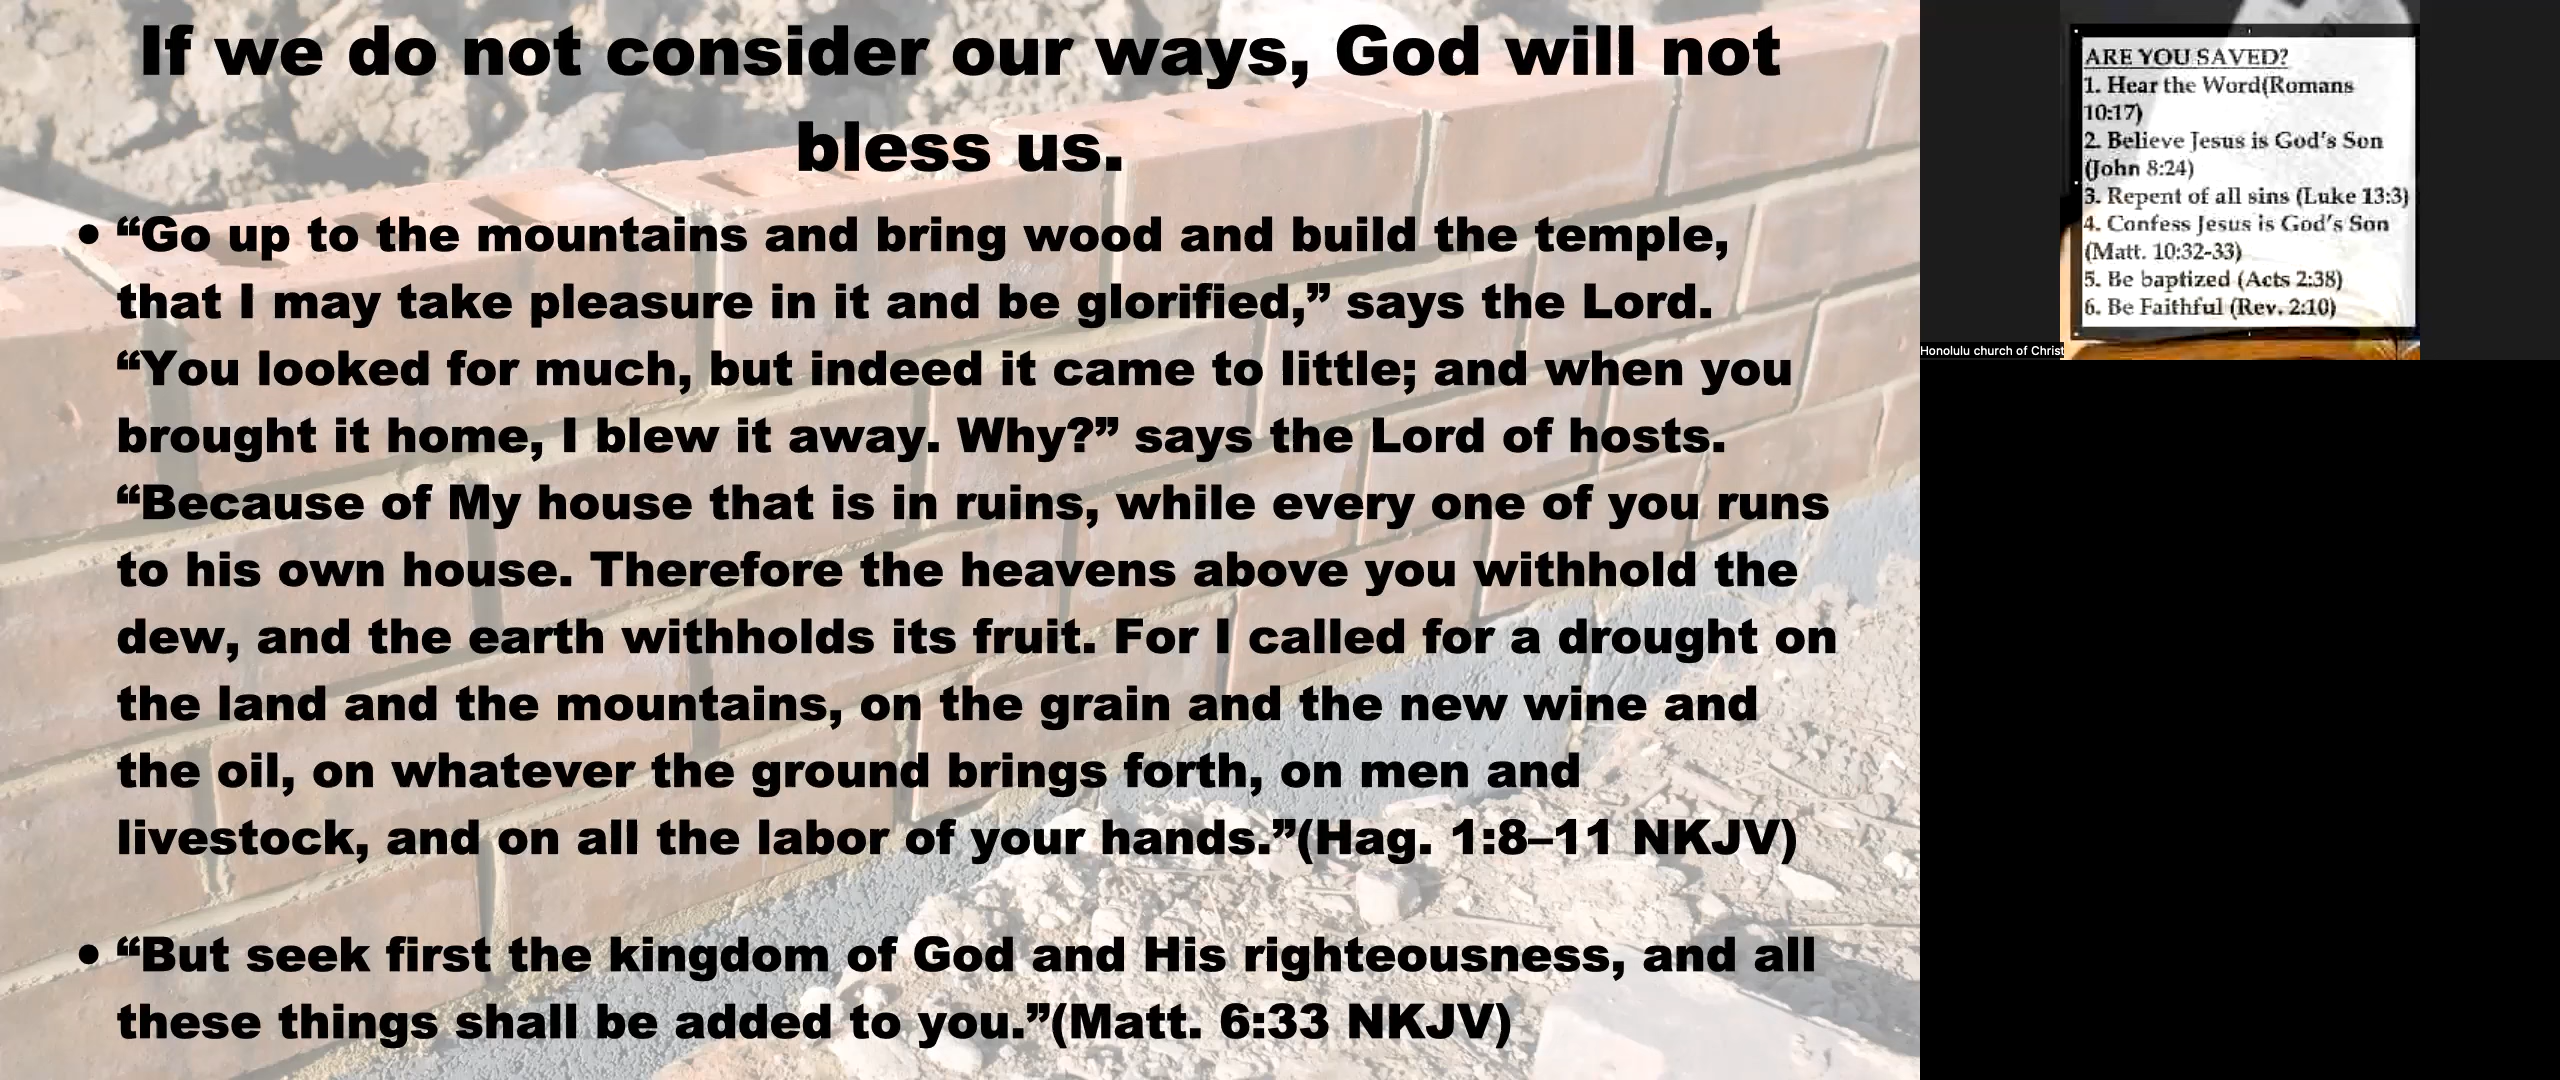 If we do not consider our ways, God will not
bless us.
• “Go up to the mountains and bring wood and build the temple,
that I may take pleasure in it and be glorified,” says the Lord.
“You looked for much, but indeed it came to little; and when you
brought it home, I blew it away. Why?” says the Lord of hosts.
“Because of My house that is in ruins, while every one of you runs
to his own house. Therefore the heavens above you withhold the
dew, and the earth withholds its fruit. For I called for a drought on
the land and the mountains, on the grain and the new wine and
the oil, on whatever the ground brings forth, on men and
livestock, and on all the labor of your hands.”(Hag. 1:8–11 NKJV)
• “But seek first the kingdom of God and His righteousness, and all
these things shall be added to you.”(Matt. 6:33 NKJV)
ARE YOU SAVED?
1. Hear the Word(Romans
10:17)
2. Believe Jesus is God's Son
(John 8:24)
3. Repent of all sins (Luke 13:3)
4. Confess Jesus is God's Son
(Matt. 10:32-33)
5. Be baptized (Acts 2:38)
6. Be Faithful (Rev. 2:10)
Honolulu church of Christ